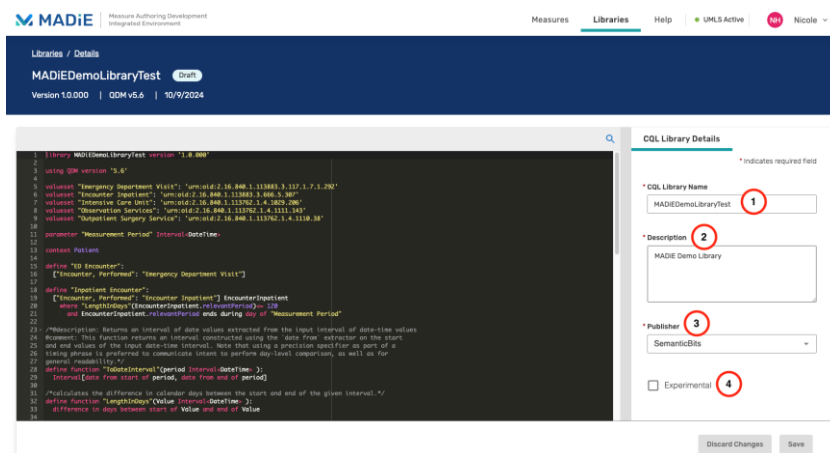 MADiE
Measure Authoring Development
Integrated Environment
Measures
Libraries
Help
UMLS Active
NH
Nicole
Libraries / Details
MADiEDemoLibraryTest
Draft
Version 1.0.000 | QDM v5.6 | 10/9/2024
1 library MADiEDemoLibraryTest version '1.0.000'
2
3 using QDM version '5.6'
4
5 valueset "Emergency Department Visit": 'urn:oid:2.16.840.1.113883.3.117.1.7.1.292'
6 valueset "Encounter Inpatient": 'urn:oid:2.16.840.1.113883.3.666.5.307'
7 valueset "Intensive Care Unit": 'urn:oid:2.16.840.1.113762.1.4.1029.206'
8 valueset "Observation Services": 'urn:oid:2.16.840.1.113762.1.4.1111.143'
9 valueset "Outpatient Surgery Service": 'urn:oid:2.16.840.1.113762.1.4.1110.38'
10
11 parameter "Measurement Period" Interval<DateTime>
12
13 context Patient
14
15 define "ED Encounter":
16 ["Encounter, Performed": "Emergency Department Visit"]
17
18 define "Inpatient Encounter":
19 ["Encounter, Performed": "Encounter Inpatient"] EncounterInpatient
20 where "LengthInDays"(EncounterInpatient.relevantPeriod)<= 120
21 and EncounterInpatient.relevantPeriod ends during day of "Measurement Period"
22
23 /*@description: Returns an interval of date values extracted from the input interval of date-time values
24 @comment: This function returns an interval constructed using the `date from` extractor on the start
25 and end values of the input date-time interval. Note that using a precision specifier as part of a
26 timing phrase is preferred to communicate intent to perform day-level comparison, as well as for
27 general readability.*/
28 define function "ToDateInterval"(period Interval<DateTime> ):
29 Interval[date from start of period, date from end of period]
30
31 /*calculates the difference in calendar days between the start and end of the given interval.*/
32 define function "LengthInDays"(Value Interval<DateTime> ):
33 difference in days between start of Value and end of Value
34
CQL Library Details
* Indicates required field
* CQL Library Name
MADiEDemoLibraryTest
1
* Description
2
MADiE Demo Library
* Publisher
3
SemanticBits
Experimental
4
Discard Changes
Save